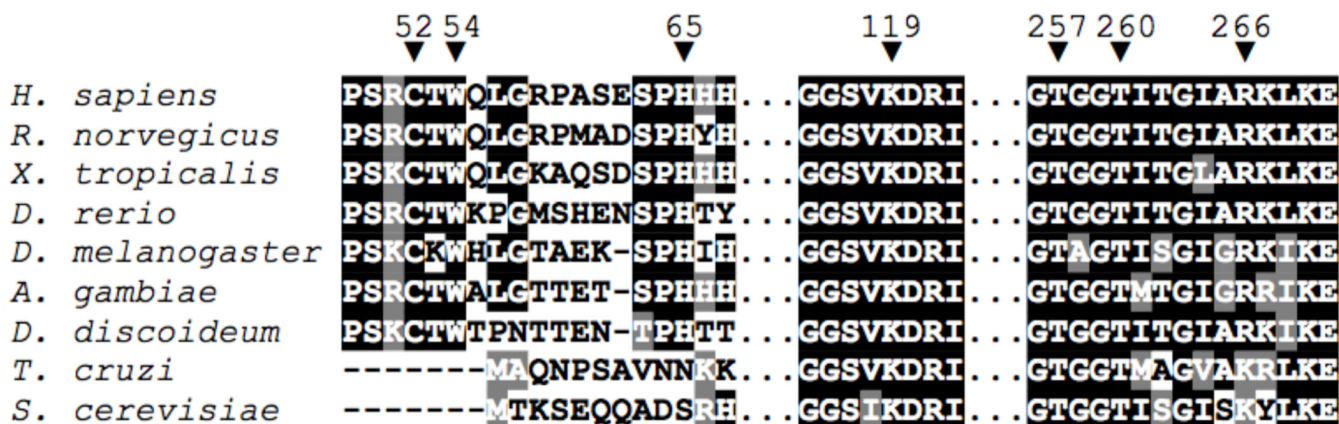 52 54 65 119 257 260 266
H. sapiens PSRCTWQLGRPASESPHHH...GGSVKDRI...GTGGTITGIARKLKE
R. norvegicus PSRCTWQLGRPMADSPHYH...GGSVKDRI...GTGGTITGIARKLKE
X. tropicalis PSKCTWQLGKAQSDSPHHH...GGSVKDRI...GTGGTITGLARKLKE
D. rerio PSRCTWKPGMSHENSPHTY...GGSVKDRI...GTGGTITGIARKLKE
D. melanogaster PSKCKWHLGTAEK-SPHIH...GGSVKDRI...GTAGTISGIGRKIKE
A. gambiae PSRCTWALGTTET-SPHHH...GGSVKDRI...GTGGTMTGIGRRIKE
D. discoideum PSKCTWTPNTTEN-TPHTT...GGSVKDRI...GTGGTITGIARKIKE
T. cruzi -------MAQNPSAVNNKK...GGSVKDRI...GTGGTMAGVAKRLKE
S. cerevisiae -------MTKSEQQADSRH...GGSIKDRI...GTGGTISGISKYLKE